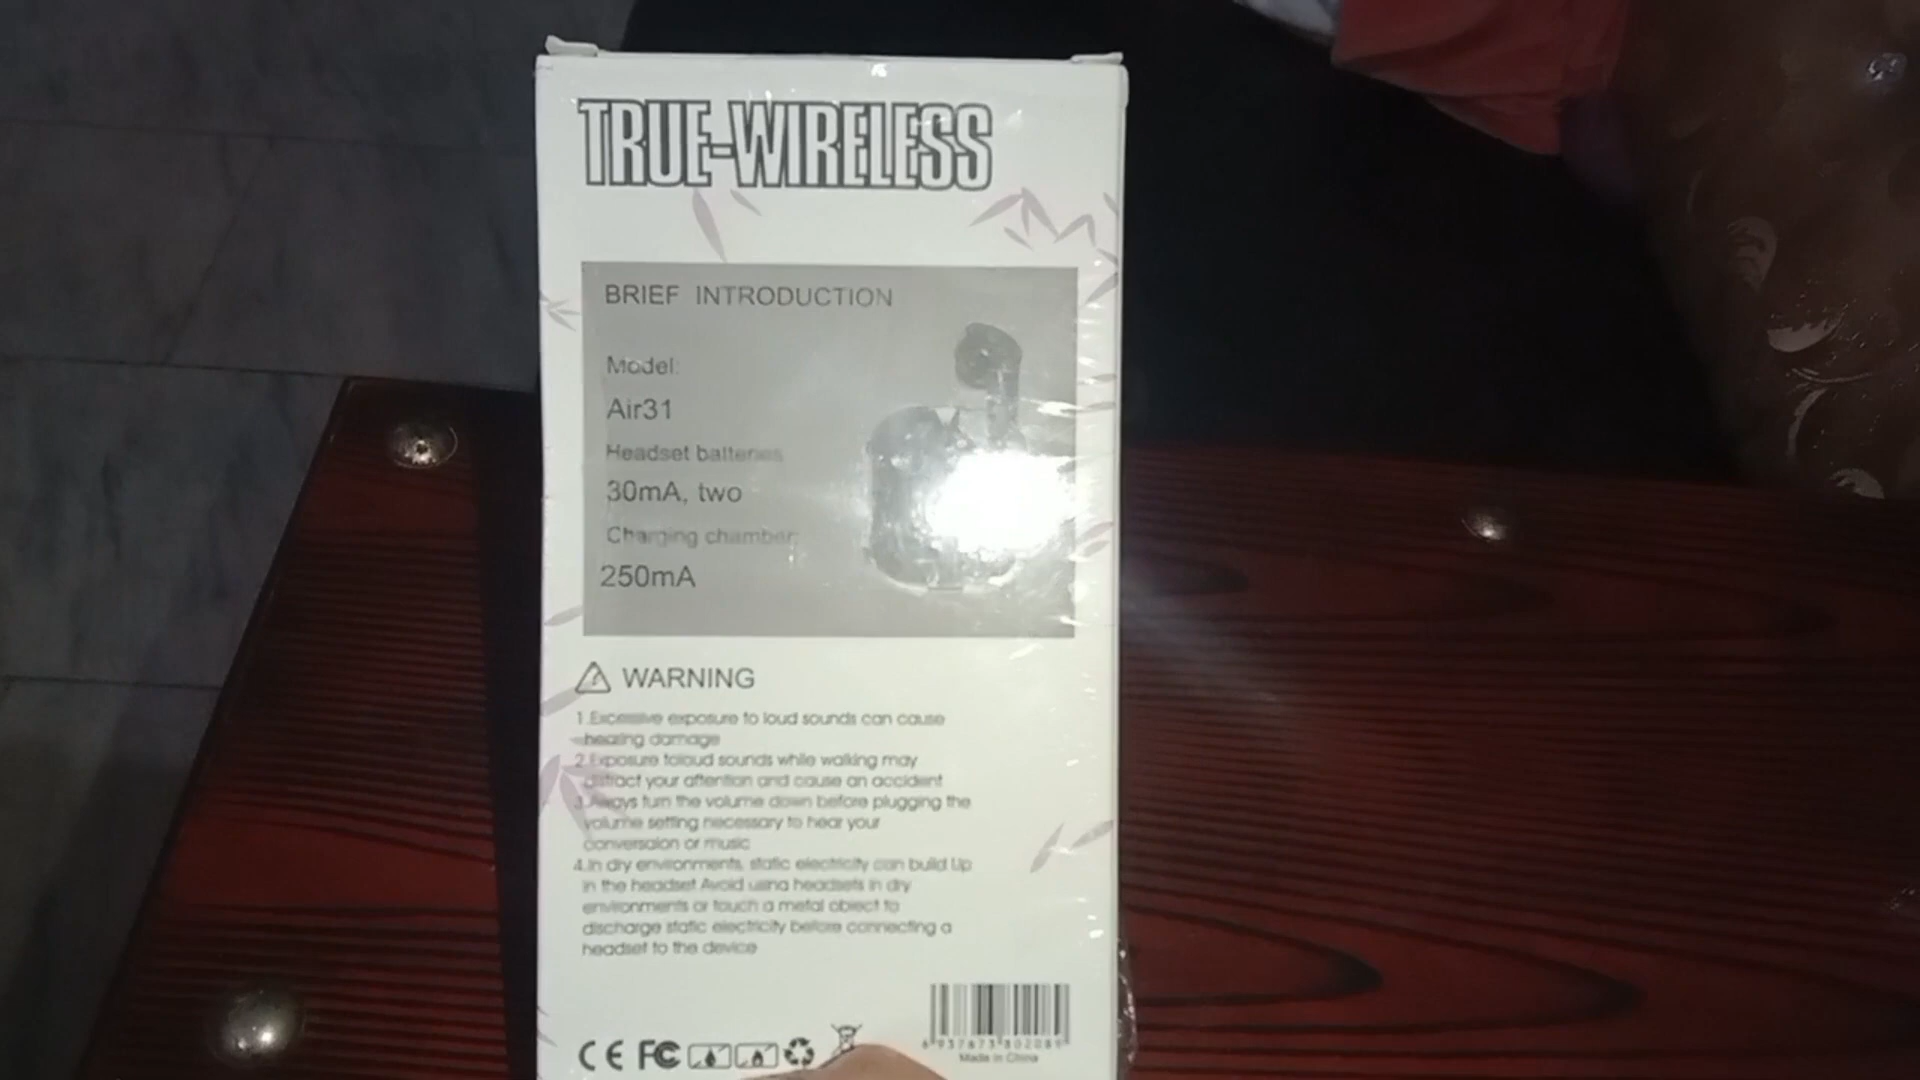 TRUE-WIRELESS
BRIEF INTRODUCTION
Model:
Air31
Headset batteries
30mA, two
Charging chamber:
250mA
WARNING
1.Excessive exposure to loud sounds can cause
hearing damage
2.Exposure toloud sounds while walking may
distract your attention and cause an accident
3.Always turn the volume down before plugging the
volume setting necessary to hear your
conversaion or music
4.In dry environments, static electricity can build Up
in the headset Avoid using headsets in dry
environments or touch a metal object to
discharge static electricity before connecting a
headset to the device
CE FC
Made in China